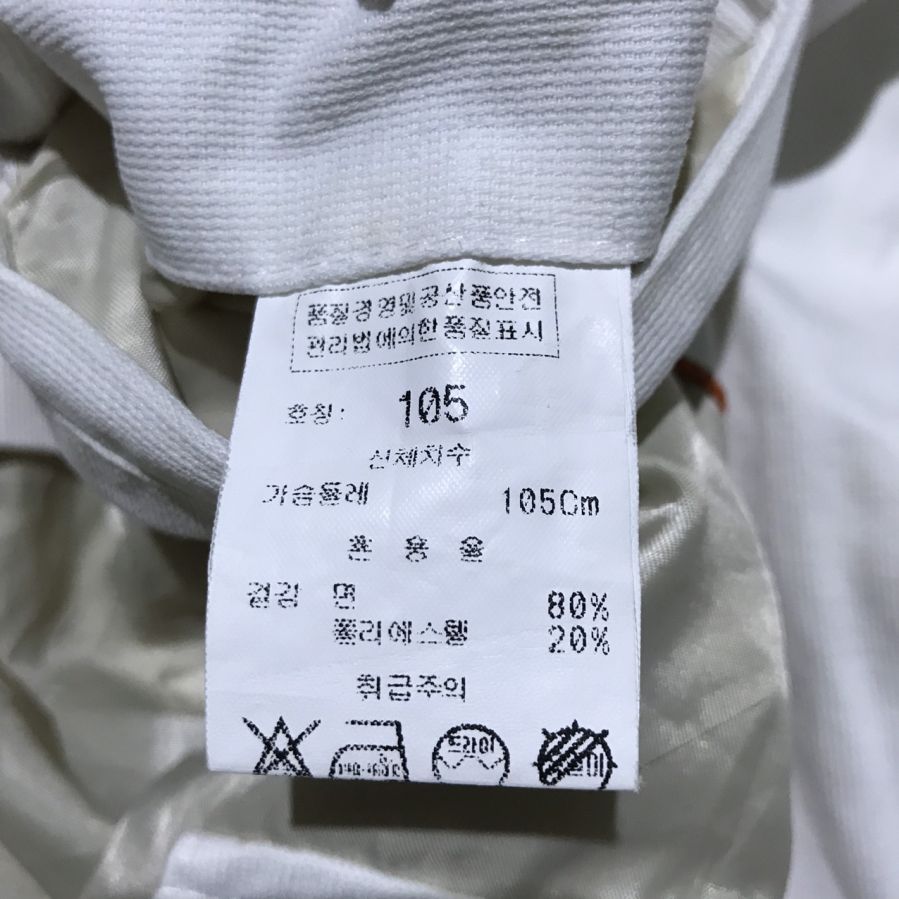 품질경영및공산품안전
관리법에의한품질표시
호칭: 105
신체치수
가슴둘레 105Cm
혼 용 율
겉감 면 80%
폴리에스텔 20%
취급주의
드라이